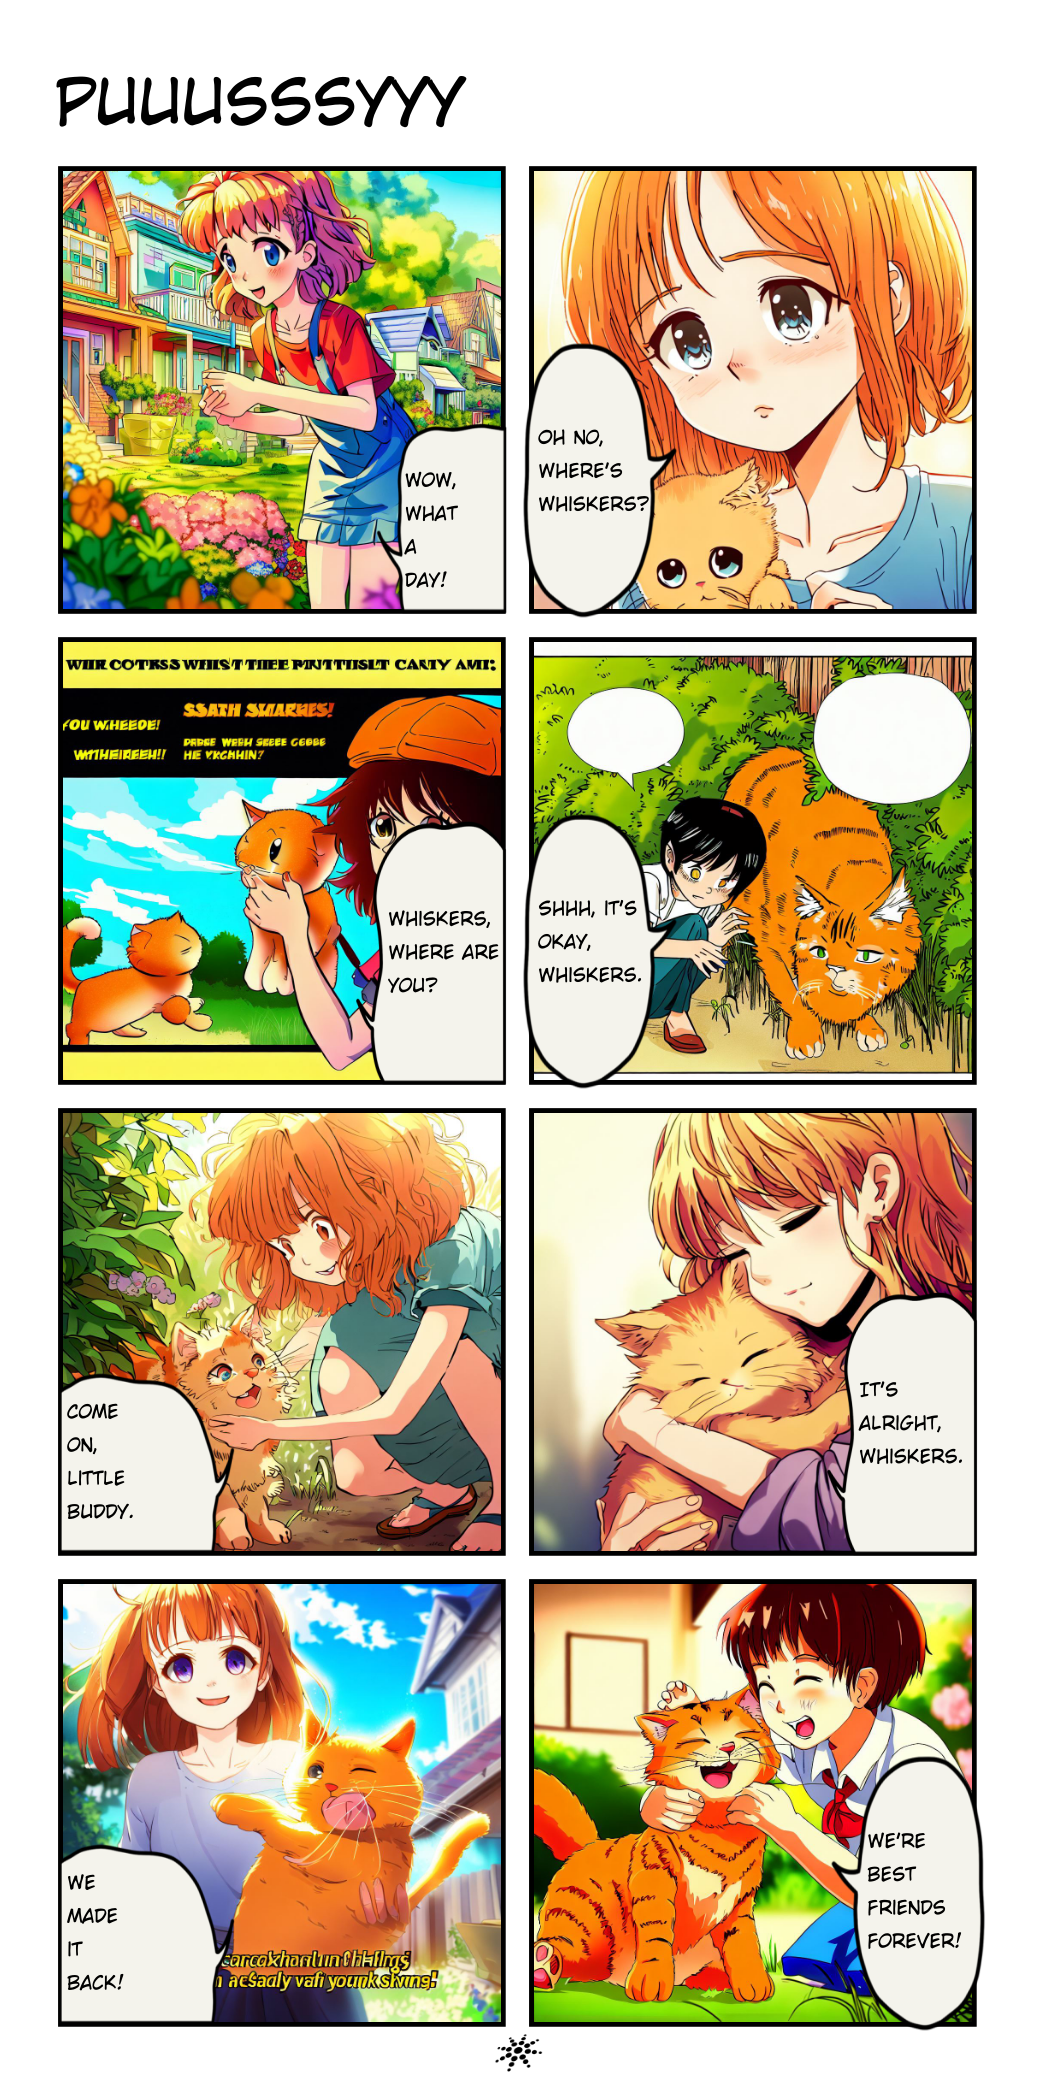 PUUUSSSYYY
WOW,
WHAT
A
DAY!
OH NO,
WHERE'S
WHISKERS?
WHISKERS,
WHERE ARE
YOU?
SHHH, IT'S
OKAY,
WHISKERS.
COME
ON,
LITTLE
BUDDY.
IT'S
ALRIGHT,
WHISKERS.
WE
MADE
IT
BACK!
WE'RE
BEST
FRIENDS
FOREVER!